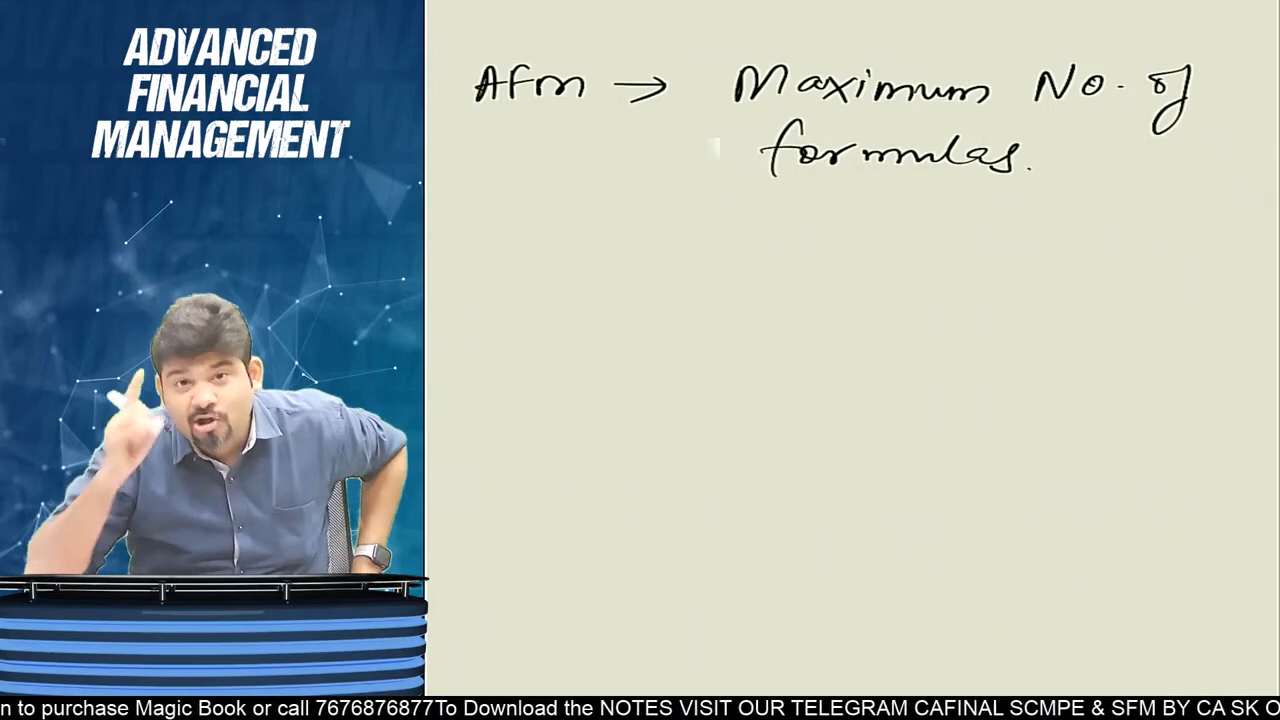 ADVANCED
FINANCIAL
MANAGEMENT
AFm → Maximum No. of
formulas.
n to purchase Magic Book or call 7676876877To Download the NOTES VISIT OUR TELEGRAM CAFINAL SCMPE & SFM BY CA SK O